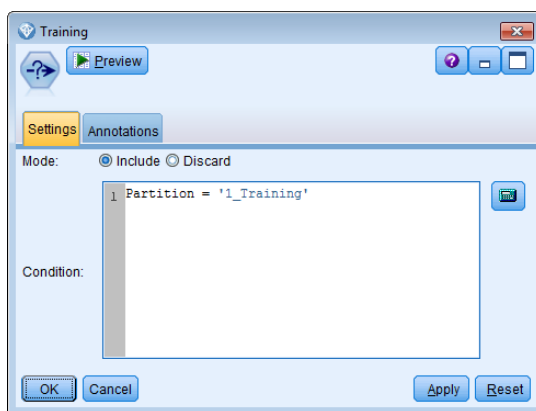 Training
Preview
Settings Annotations
Mode: Include Discard
1 Partition = '1_Training'
Condition:
OK Cancel Apply Reset